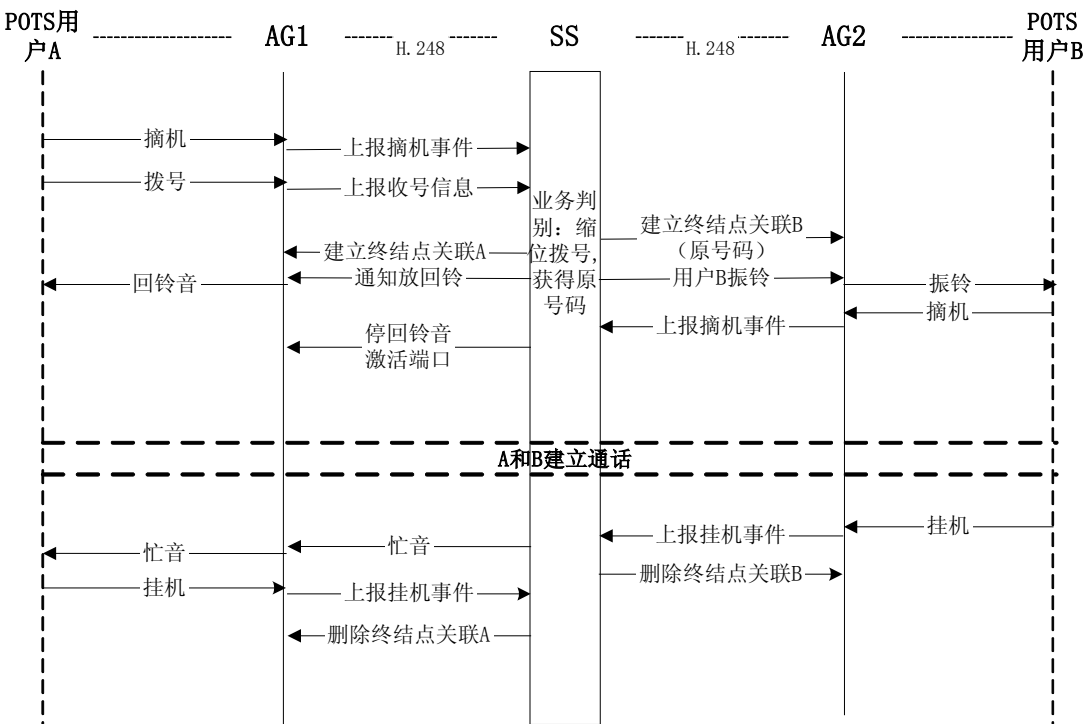 POTS用
户A
AG1
H.248
SS
H.248
AG2
POTS
用户B
摘机
上报摘机事件
拨号
上报收号信息
业务判
别：缩
位拨号,
获得原
号码
建立终结点关联B
（原号码）
建立终结点关联A
回铃音
通知放回铃
用户B振铃
振铃
摘机
上报摘机事件
停回铃音
激活端口
A和B建立通话
挂机
上报挂机事件
忙音
忙音
删除终结点关联B
挂机
上报挂机事件
删除终结点关联A